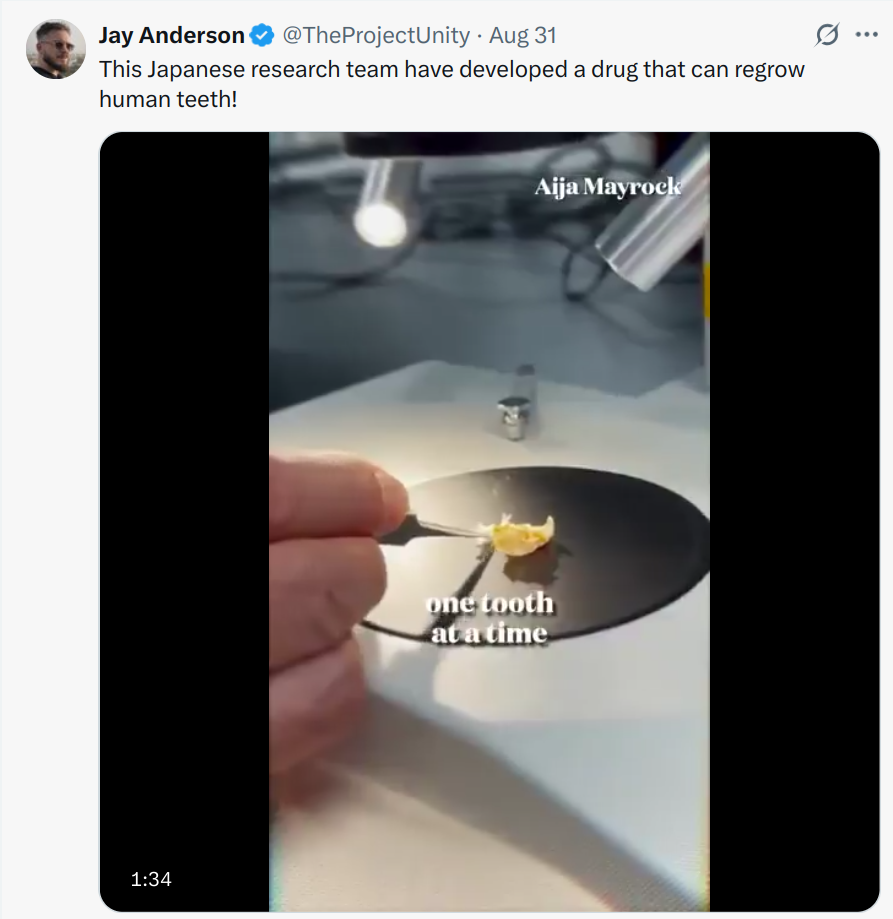 Jay Anderson @TheProjectUnity · Aug 31
This Japanese research team have developed a drug that can regrow
human teeth!
Aija Mayrock
one tooth
at a time
1:34